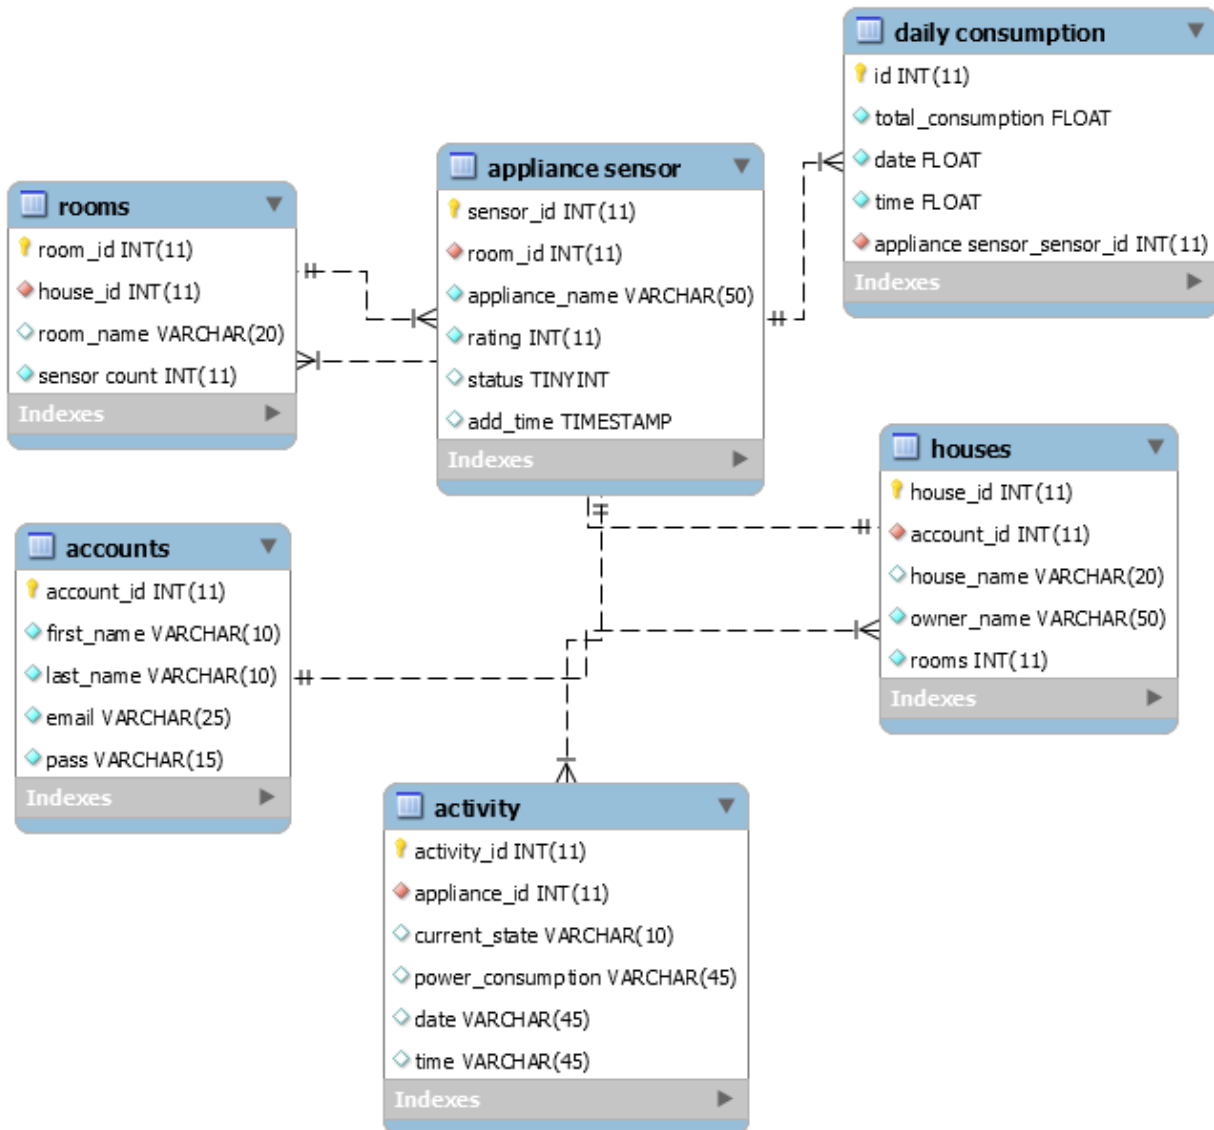 daily consumption
id INT(11)
total_consumption FLOAT
date FLOAT
time FLOAT
appliance sensor_sensor_id INT(11)
Indexes
appliance sensor
sensor_id INT(11)
room_id INT(11)
appliance_name VARCHAR(50)
rating INT(11)
status TINYINT
add_time TIMESTAMP
Indexes
rooms
room_id INT(11)
house_id INT(11)
room_name VARCHAR(20)
sensor count INT(11)
Indexes
houses
house_id INT(11)
account_id INT(11)
house_name VARCHAR(20)
owner_name VARCHAR(50)
rooms INT(11)
Indexes
accounts
account_id INT(11)
first_name VARCHAR(10)
last_name VARCHAR(10)
email VARCHAR(25)
pass VARCHAR(15)
Indexes
activity
activity_id INT(11)
appliance_id INT(11)
current_state VARCHAR(10)
power_consumption VARCHAR(45)
date VARCHAR(45)
time VARCHAR(45)
Indexes